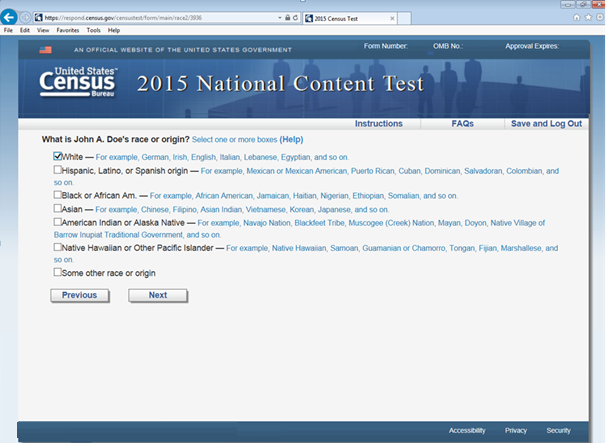 https://respond.census.gov/censustest/form/main/race2/3936
2015 Census Test
File Edit View Favorites Tools Help
AN OFFICIAL WEBSITE OF THE UNITED STATES GOVERNMENT
Form Number: OMB No.: Approval Expires:
United States™
Census
Bureau
2015 National Content Test
Instructions FAQs Save and Log Out
What is John A. Doe's race or origin? Select one or more boxes (Help)
White — For example, German, Irish, English, Italian, Lebanese, Egyptian, and so on.
Hispanic, Latino, or Spanish origin — For example, Mexican or Mexican American, Puerto Rican, Cuban, Dominican, Salvadoran, Colombian, and
so on.
Black or African Am. — For example, African American, Jamaican, Haitian, Nigerian, Ethiopian, Somalian, and so on.
Asian — For example, Chinese, Filipino, Asian Indian, Vietnamese, Korean, Japanese, and so on.
American Indian or Alaska Native — For example, Navajo Nation, Blackfeet Tribe, Muscogee (Creek) Nation, Mayan, Doyon, Native Village of
Barrow Inupiat Traditional Government, and so on.
Native Hawaiian or Other Pacific Islander — For example, Native Hawaiian, Samoan, Guamanian or Chamorro, Tongan, Fijian, Marshallese, and
so on.
Some other race or origin
Previous Next
Accessibility Privacy Security